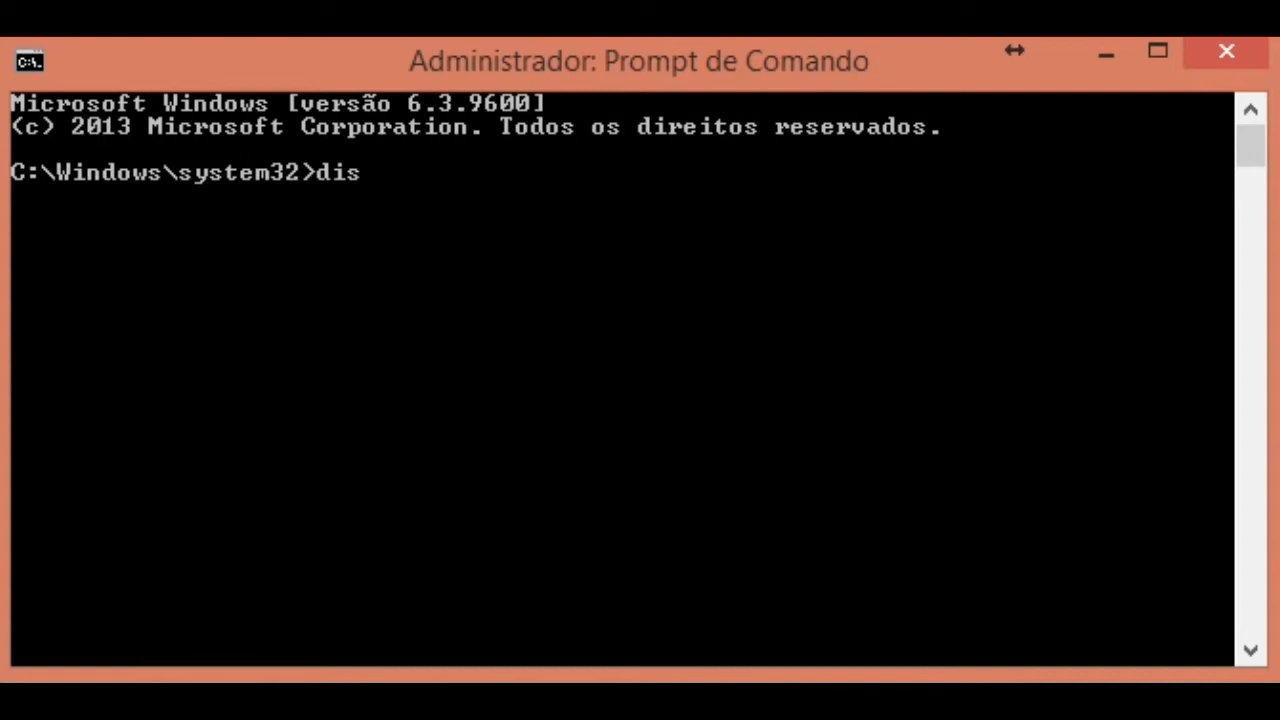 Administrador: Prompt de Comando
C:\.
Microsoft Windows [versão 6.3.9600]
(c) 2013 Microsoft Corporation. Todos os direitos reservados.
C:\Windows\system32>dis